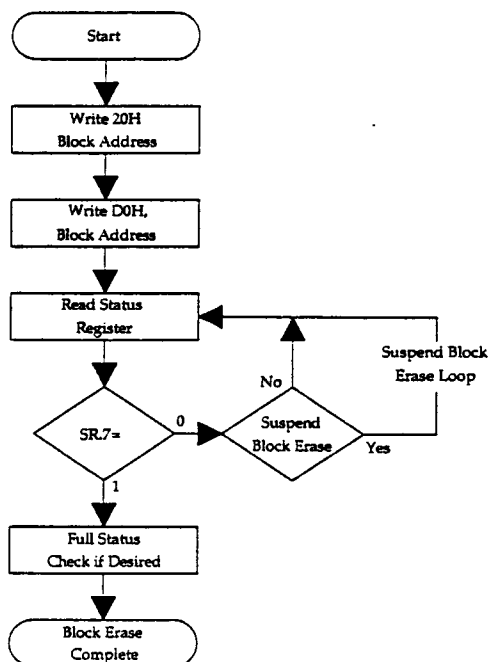 Start
Write 20H
Block Address
Write D0H,
Block Address
Read Status
Register
Suspend Block
Erase Loop
No
SR.7=
0
Suspend
Block Erase
Yes
1
Full Status
Check if Desired
Block Erase
Complete